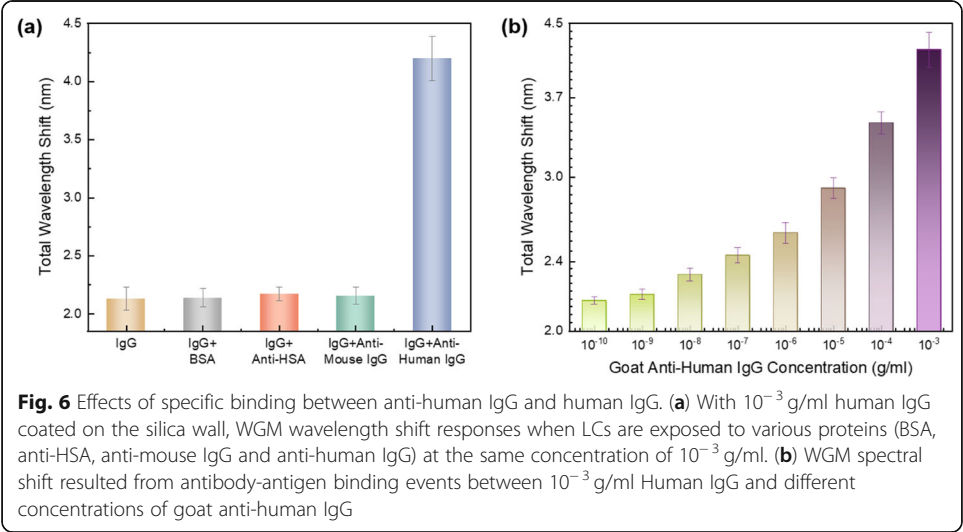 (a)
4.5
4.0
3.5
3.0
2.5
2.0
Total Wavelength Shift (nm)
IgG
IgG+
BSA
IgG+
Anti-HSA
IgG+Anti-
Mouse IgG
IgG+Anti-
Human IgG
(b)
4.5
3.7
3.0
2.4
2.0
Total Wavelength Shift (nm)
10⁻¹⁰
10⁻⁹
10⁻⁸
10⁻⁷
10⁻⁶
10⁻⁵
10⁻⁴
10⁻³
Goat Anti-Human IgG Concentration (g/ml)
Fig. 6 Effects of specific binding between anti-human IgG and human IgG. (a) With 10⁻³ g/ml human IgG
coated on the silica wall, WGM wavelength shift responses when LCs are exposed to various proteins (BSA,
anti-HSA, anti-mouse IgG and anti-human IgG) at the same concentration of 10⁻³ g/ml. (b) WGM spectral
shift resulted from antibody-antigen binding events between 10⁻³ g/ml Human IgG and different
concentrations of goat anti-human IgG